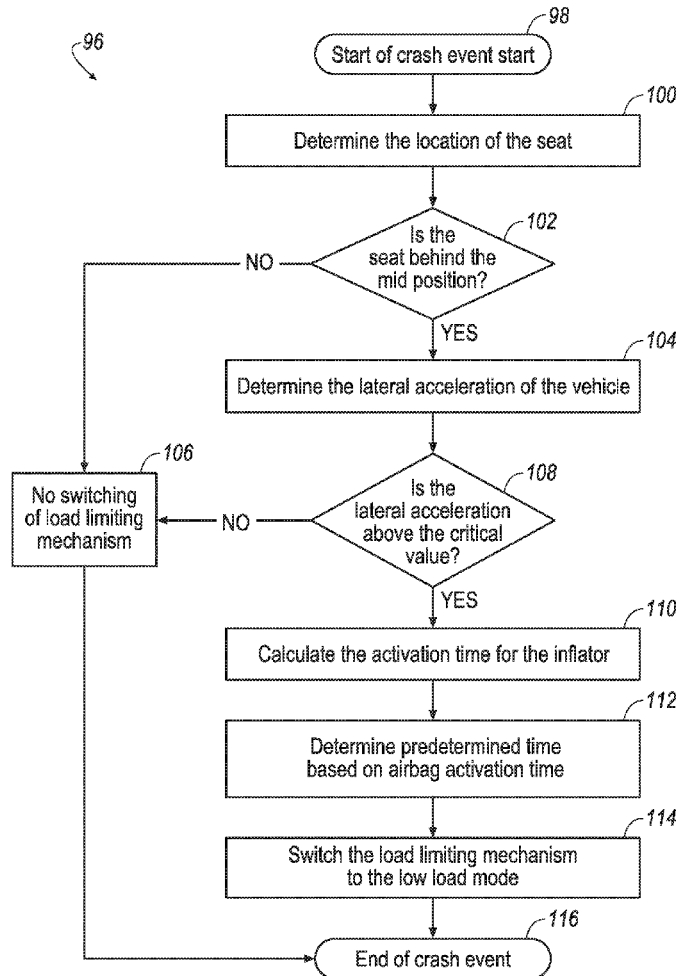 96
98
Start of crash event start
100
Determine the location of the seat
102
Is the
seat behind the
mid position?
NO
YES
104
Determine the lateral acceleration of the vehicle
106
No switching
of load limiting
mechanism
108
Is the
lateral acceleration
above the critical
value?
NO
YES
110
Calculate the activation time for the inflator
112
Determine predetermined time
based on airbag activation time
114
Switch the load limiting mechanism
to the low load mode
116
End of crash event